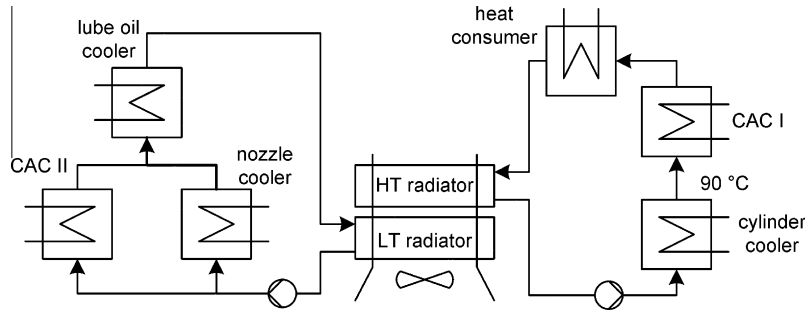 lube oil
cooler
heat
consumer
CAC I
CAC II
nozzle
cooler
HT radiator
90 °C
LT radiator
cylinder
cooler